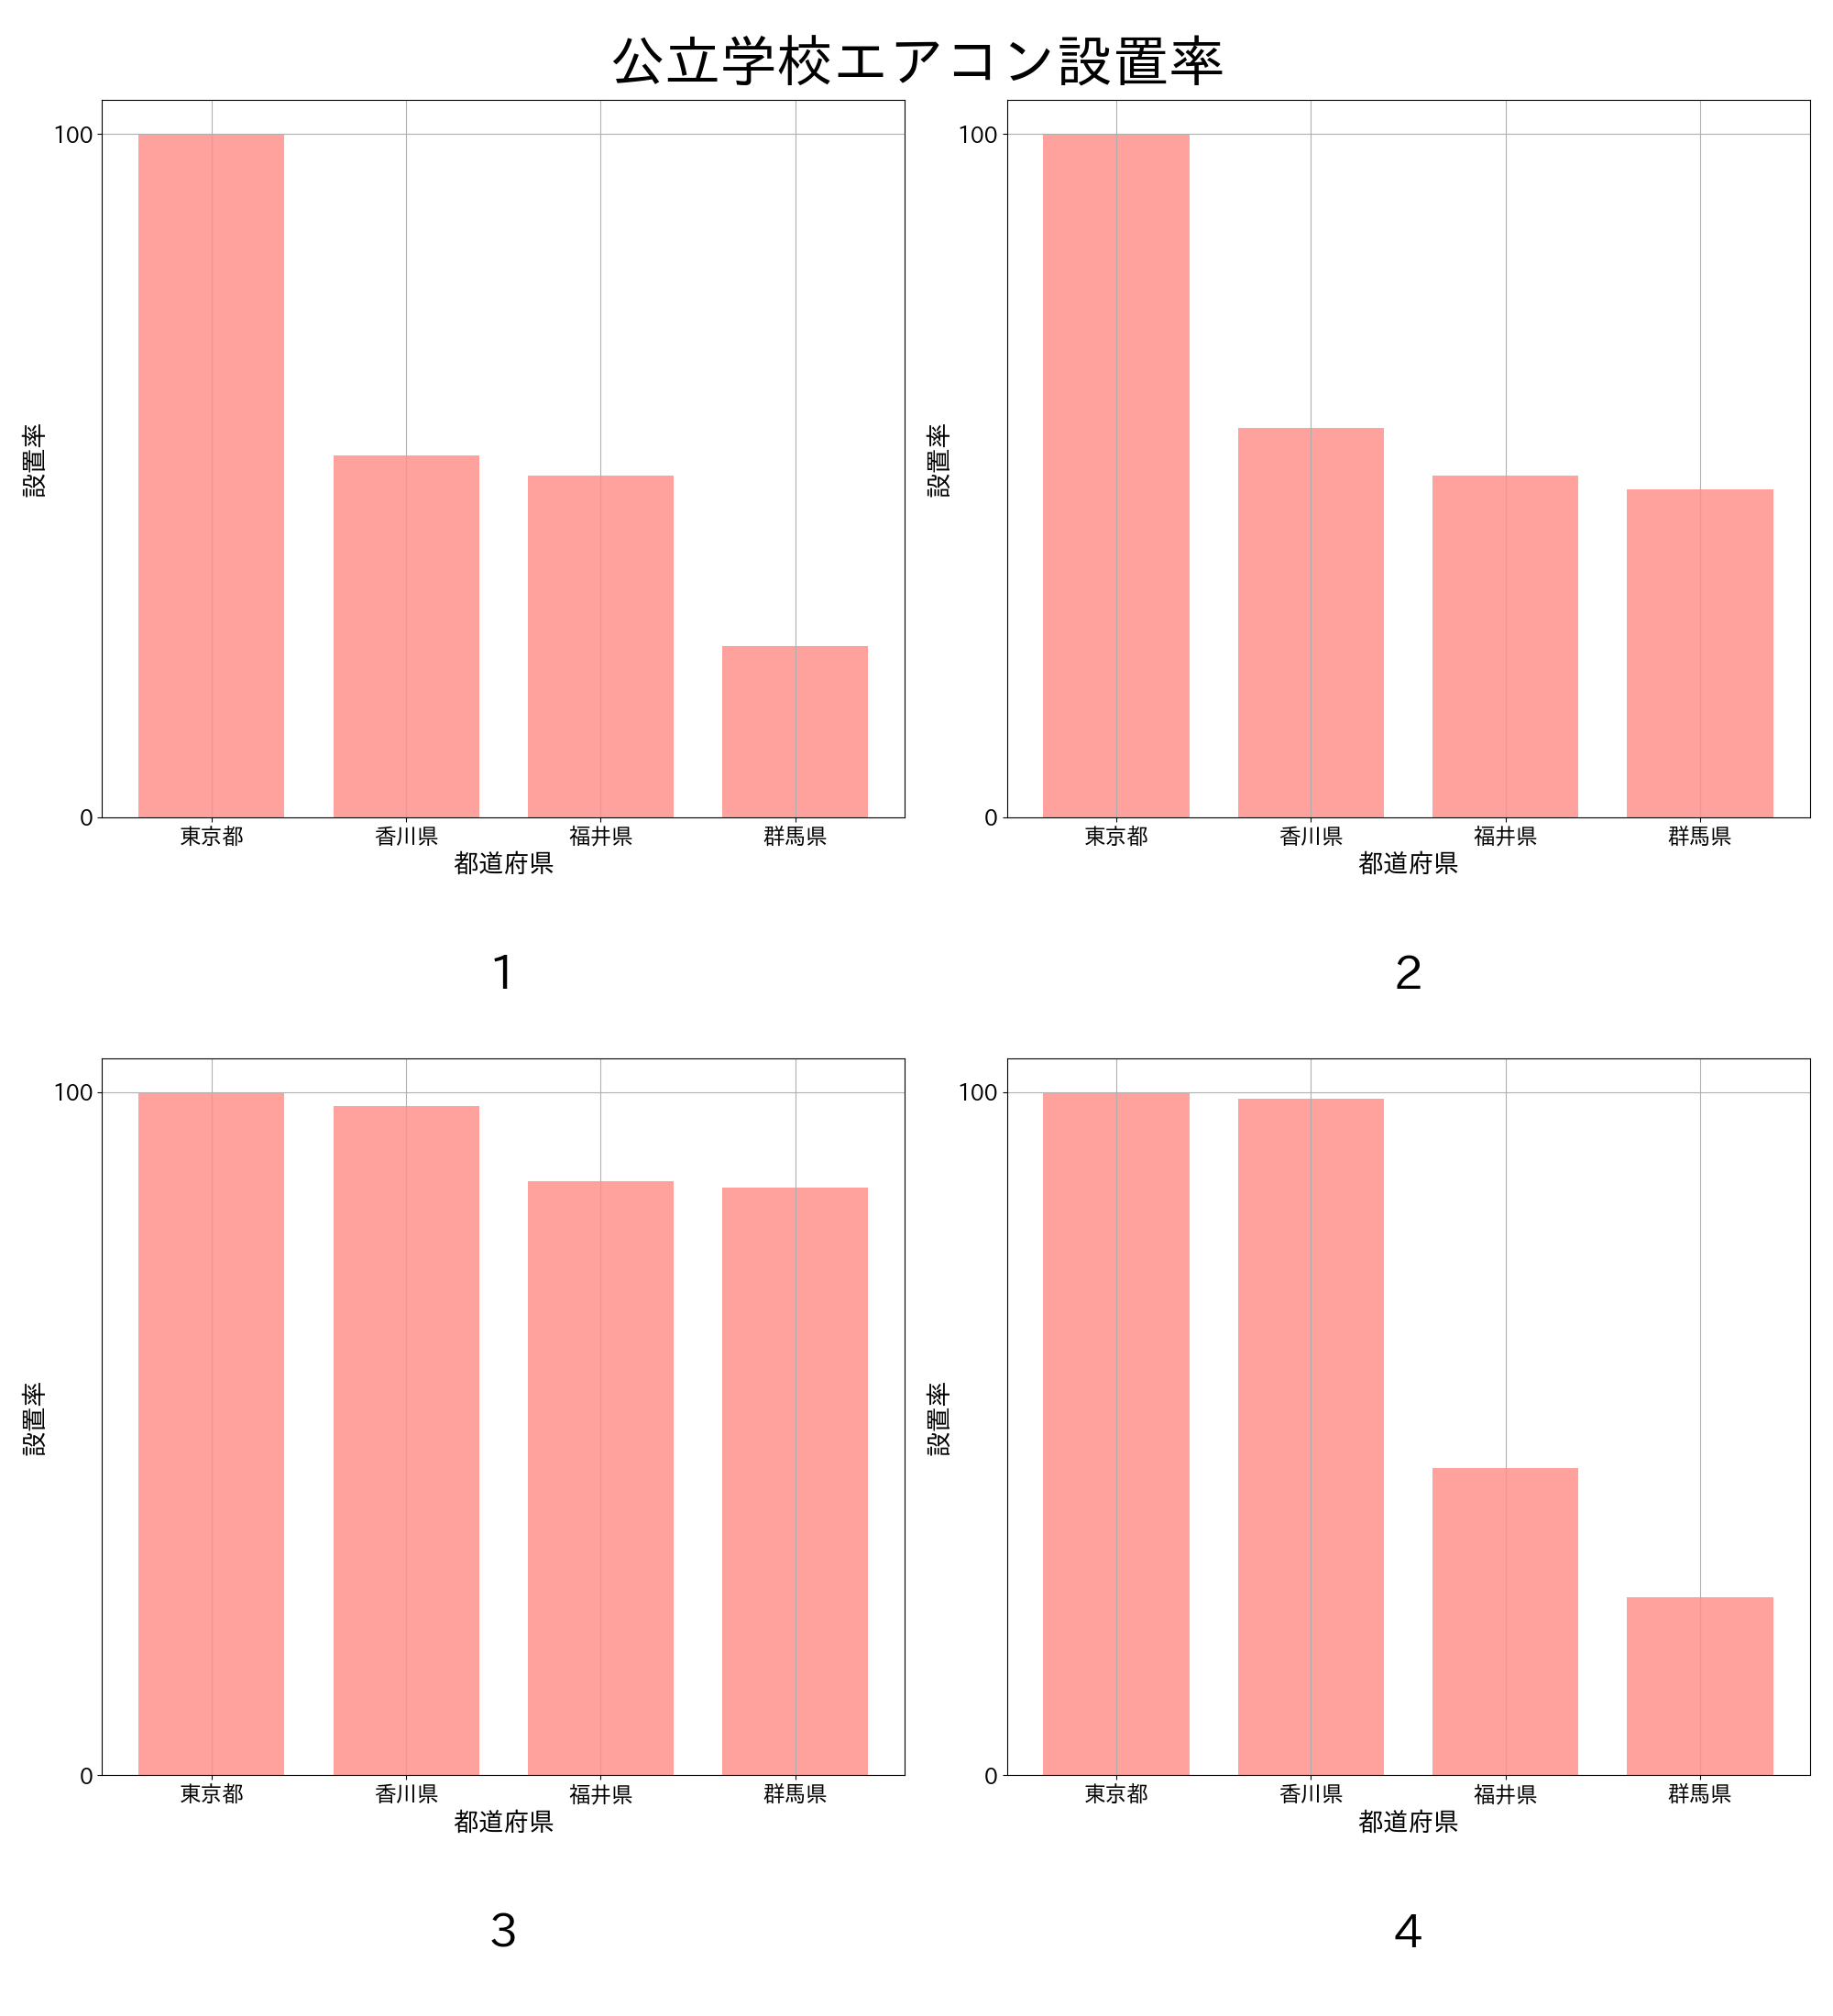 公立学校エアコン設置率
100
0
設置率
東京都 香川県 福井県 群馬県
都道府県
1
100
0
設置率
東京都 香川県 福井県 群馬県
都道府県
2
100
0
設置率
東京都 香川県 福井県 群馬県
都道府県
3
100
0
設置率
東京都 香川県 福井県 群馬県
都道府県
4